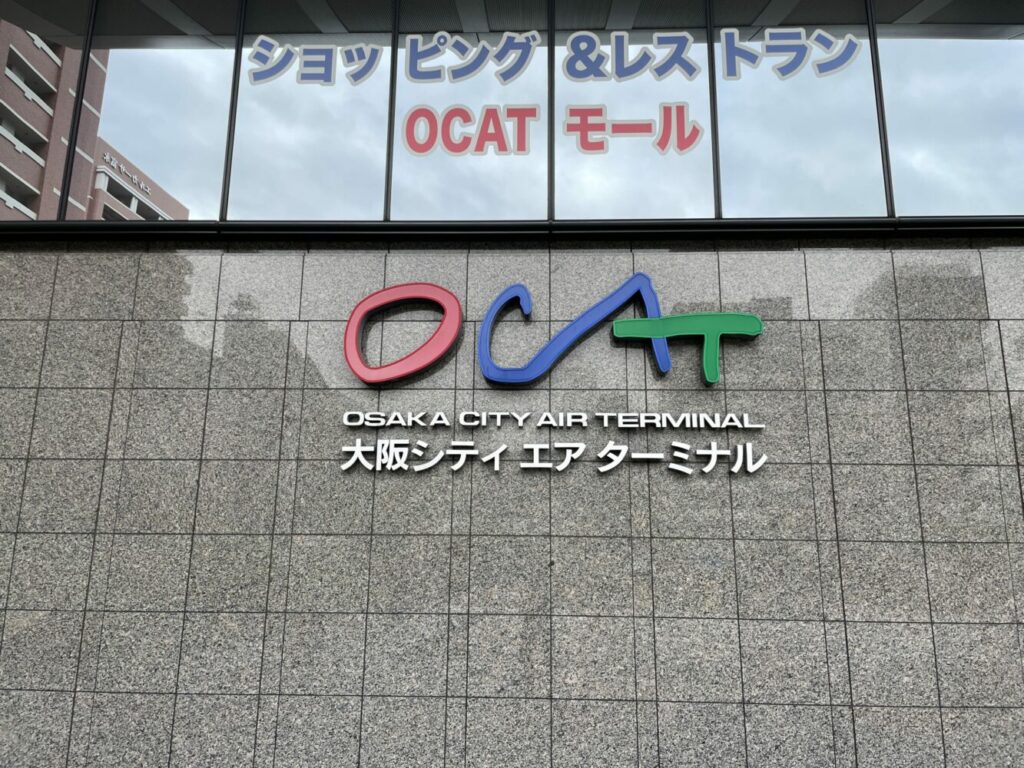 ショッピング &レストラン
OCAT モール
OCAT
OSAKA CITY AIR TERMINAL
大阪シティ エア ターミナル